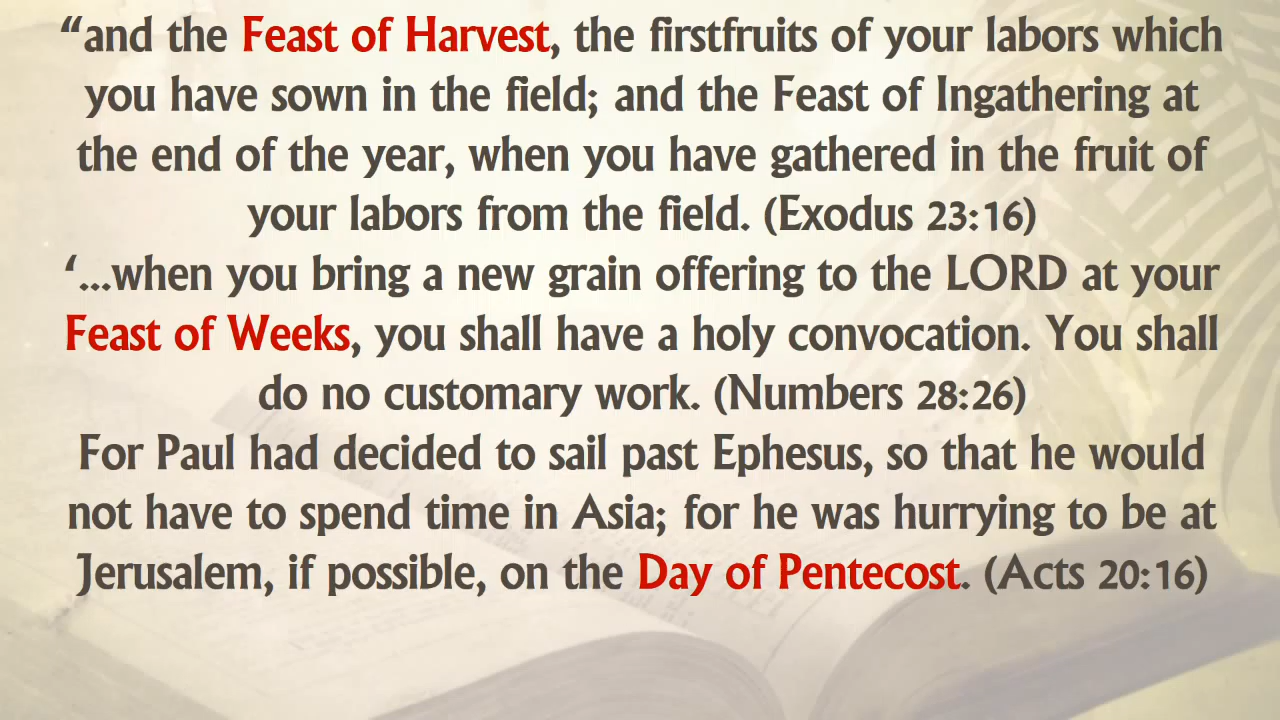 “and the Feast of Harvest, the firstfruits of your labors which
you have sown in the field; and the Feast of Ingathering at
the end of the year, when you have gathered in the fruit of
your labors from the field. (Exodus 23:16)
‘...when you bring a new grain offering to the LORD at your
Feast of Weeks, you shall have a holy convocation. You shall
do no customary work. (Numbers 28:26)
For Paul had decided to sail past Ephesus, so that he would
not have to spend time in Asia; for he was hurrying to be at
Jerusalem, if possible, on the Day of Pentecost. (Acts 20:16)